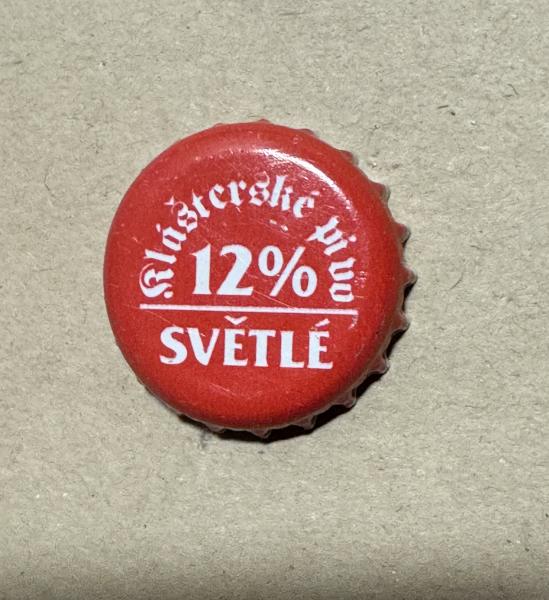 Klášterské pivo
12%
SVĚTLÉ